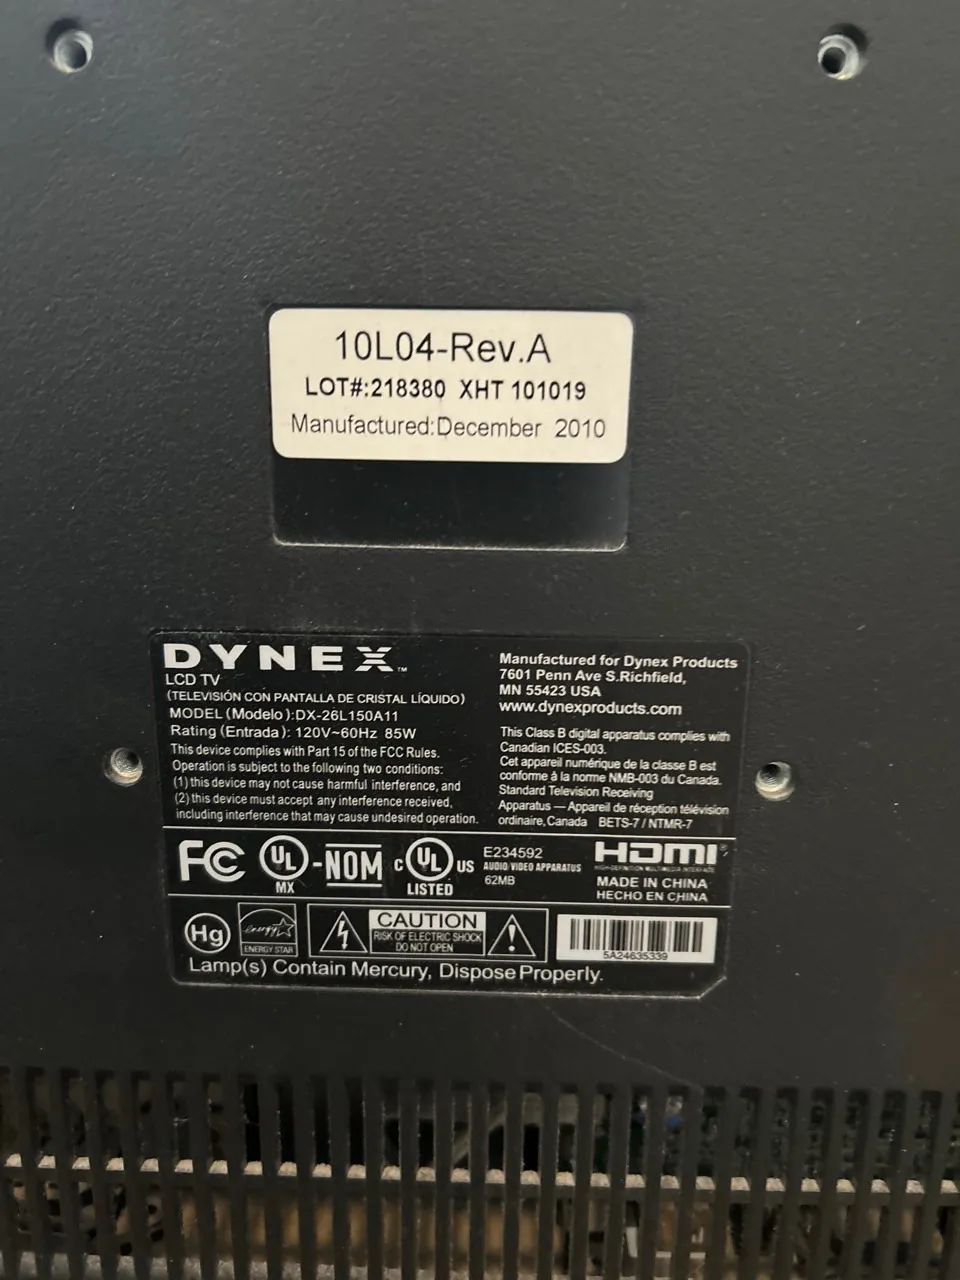 10L04-Rev.A
LOT#:218380 XHT 101019
Manufactured:December 2010
DYNEX™
LCD TV
(TELEVISIÓN CON PANTALLA DE CRISTAL LÍQUIDO)
MODEL (Modelo):DX-26L150A11
Rating (Entrada): 120V~60Hz 85W
This device complies with Part 15 of the FCC Rules.
Operation is subject to the following two conditions:
(1) this device may not cause harmful interference, and
(2) this device must accept any interference received,
including interference that may cause undesired operation.
Manufactured for Dynex Products
7601 Penn Ave S.Richfield,
MN 55423 USA
www.dynexproducts.com
This Class B digital apparatus complies with
Canadian ICES-003.
Cet appareil numérique de la classe B est
conforme à la norme NMB-003 du Canada.
Standard Television Receiving
Apparatus — Appareil de réception télévision
ordinaire, Canada BETS-7 / NTMR-7
FC UL-NOM
MX
C UL US
LISTED
E234592
AUDIO/VIDEO APPARATUS
62MB
HDMI®
HIGH-DEFINITION MULTIMEDIA INTERFACE
MADE IN CHINA
HECHO EN CHINA
Hg
energy
ENERGY STAR
CAUTION
RISK OF ELECTRIC SHOCK
DO NOT OPEN
!
5A24635339
Lamp(s) Contain Mercury, Dispose Properly.